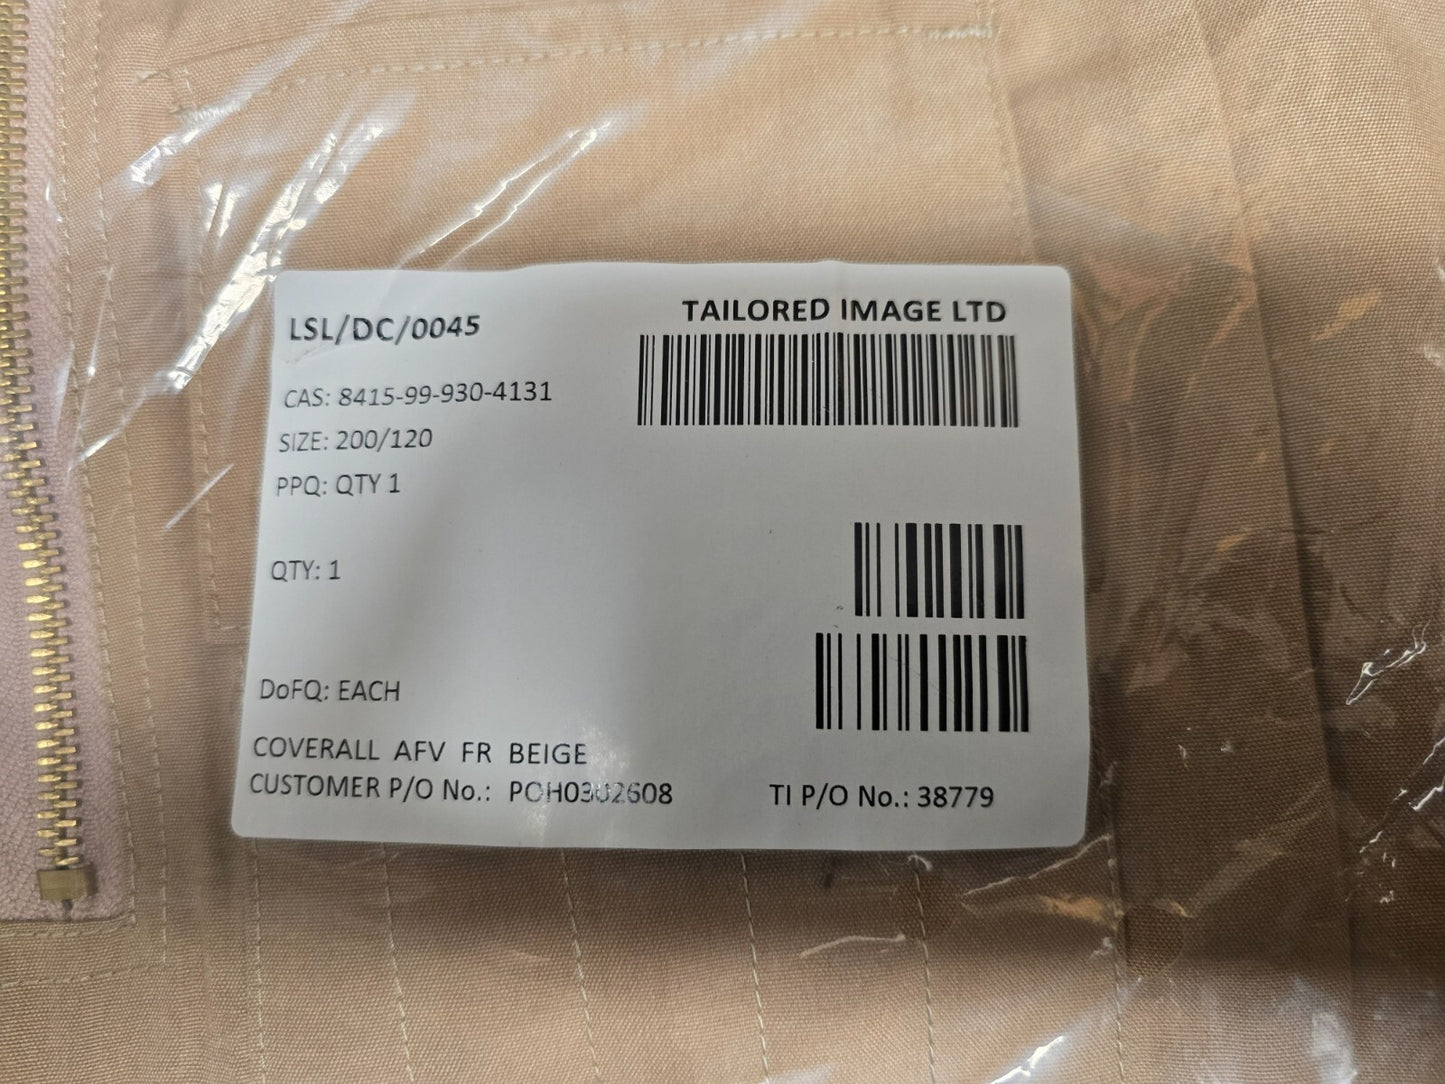 LSL/DC/0045
TAILORED IMAGE LTD
CAS: 8415-99-930-4131
SIZE: 200/120
PPQ: QTY 1
QTY: 1
DoFQ: EACH
COVERALL AFV FR BEIGE
CUSTOMER P/O No.: POH0302608
TI P/O No.: 38779